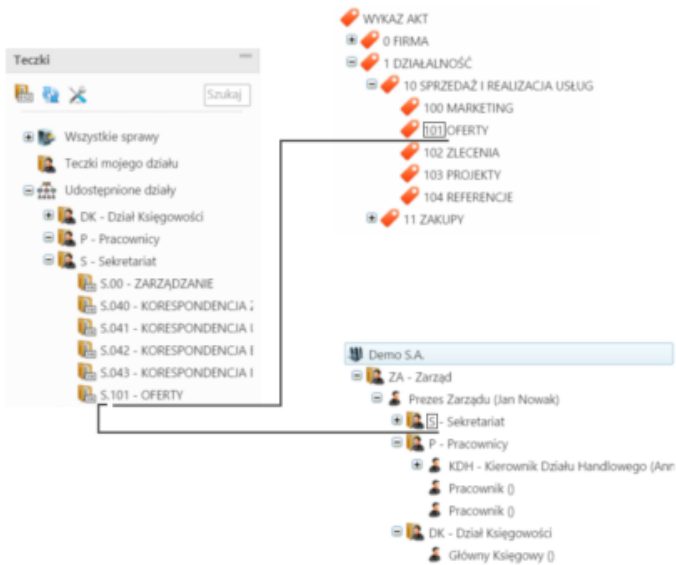 Teczki
Szukaj
Wszystkie sprawy
Teczki mojego działu
Udostępnione działy
DK - Dział Księgowości
P - Pracownicy
S - Sekretariat
S.00 - ZARZĄDZANIE
S.040 - KORESPONDENCJA
S.041 - KORESPONDENCJA
S.042 - KORESPONDENCJA
S.043 - KORESPONDENCJA
S.101 - OFERTY
WYKAZ AKT
0 FIRMA
1 DZIAŁALNOŚĆ
10 SPRZEDAŻ I REALIZACJA USŁUG
100 MARKETING
101 OFERTY
102 ZLECENIA
103 PROJEKTY
104 REFERENCJE
11 ZAKUPY
Demo S.A.
ZA - Zarząd
Prezes Zarządu (Jan Nowak)
S - Sekretariat
P - Pracownicy
KDH - Kierownik Działu Handlowego (Ann
Pracownik ()
Pracownik ()
DK - Dział Księgowości
Główny Księgowy ()